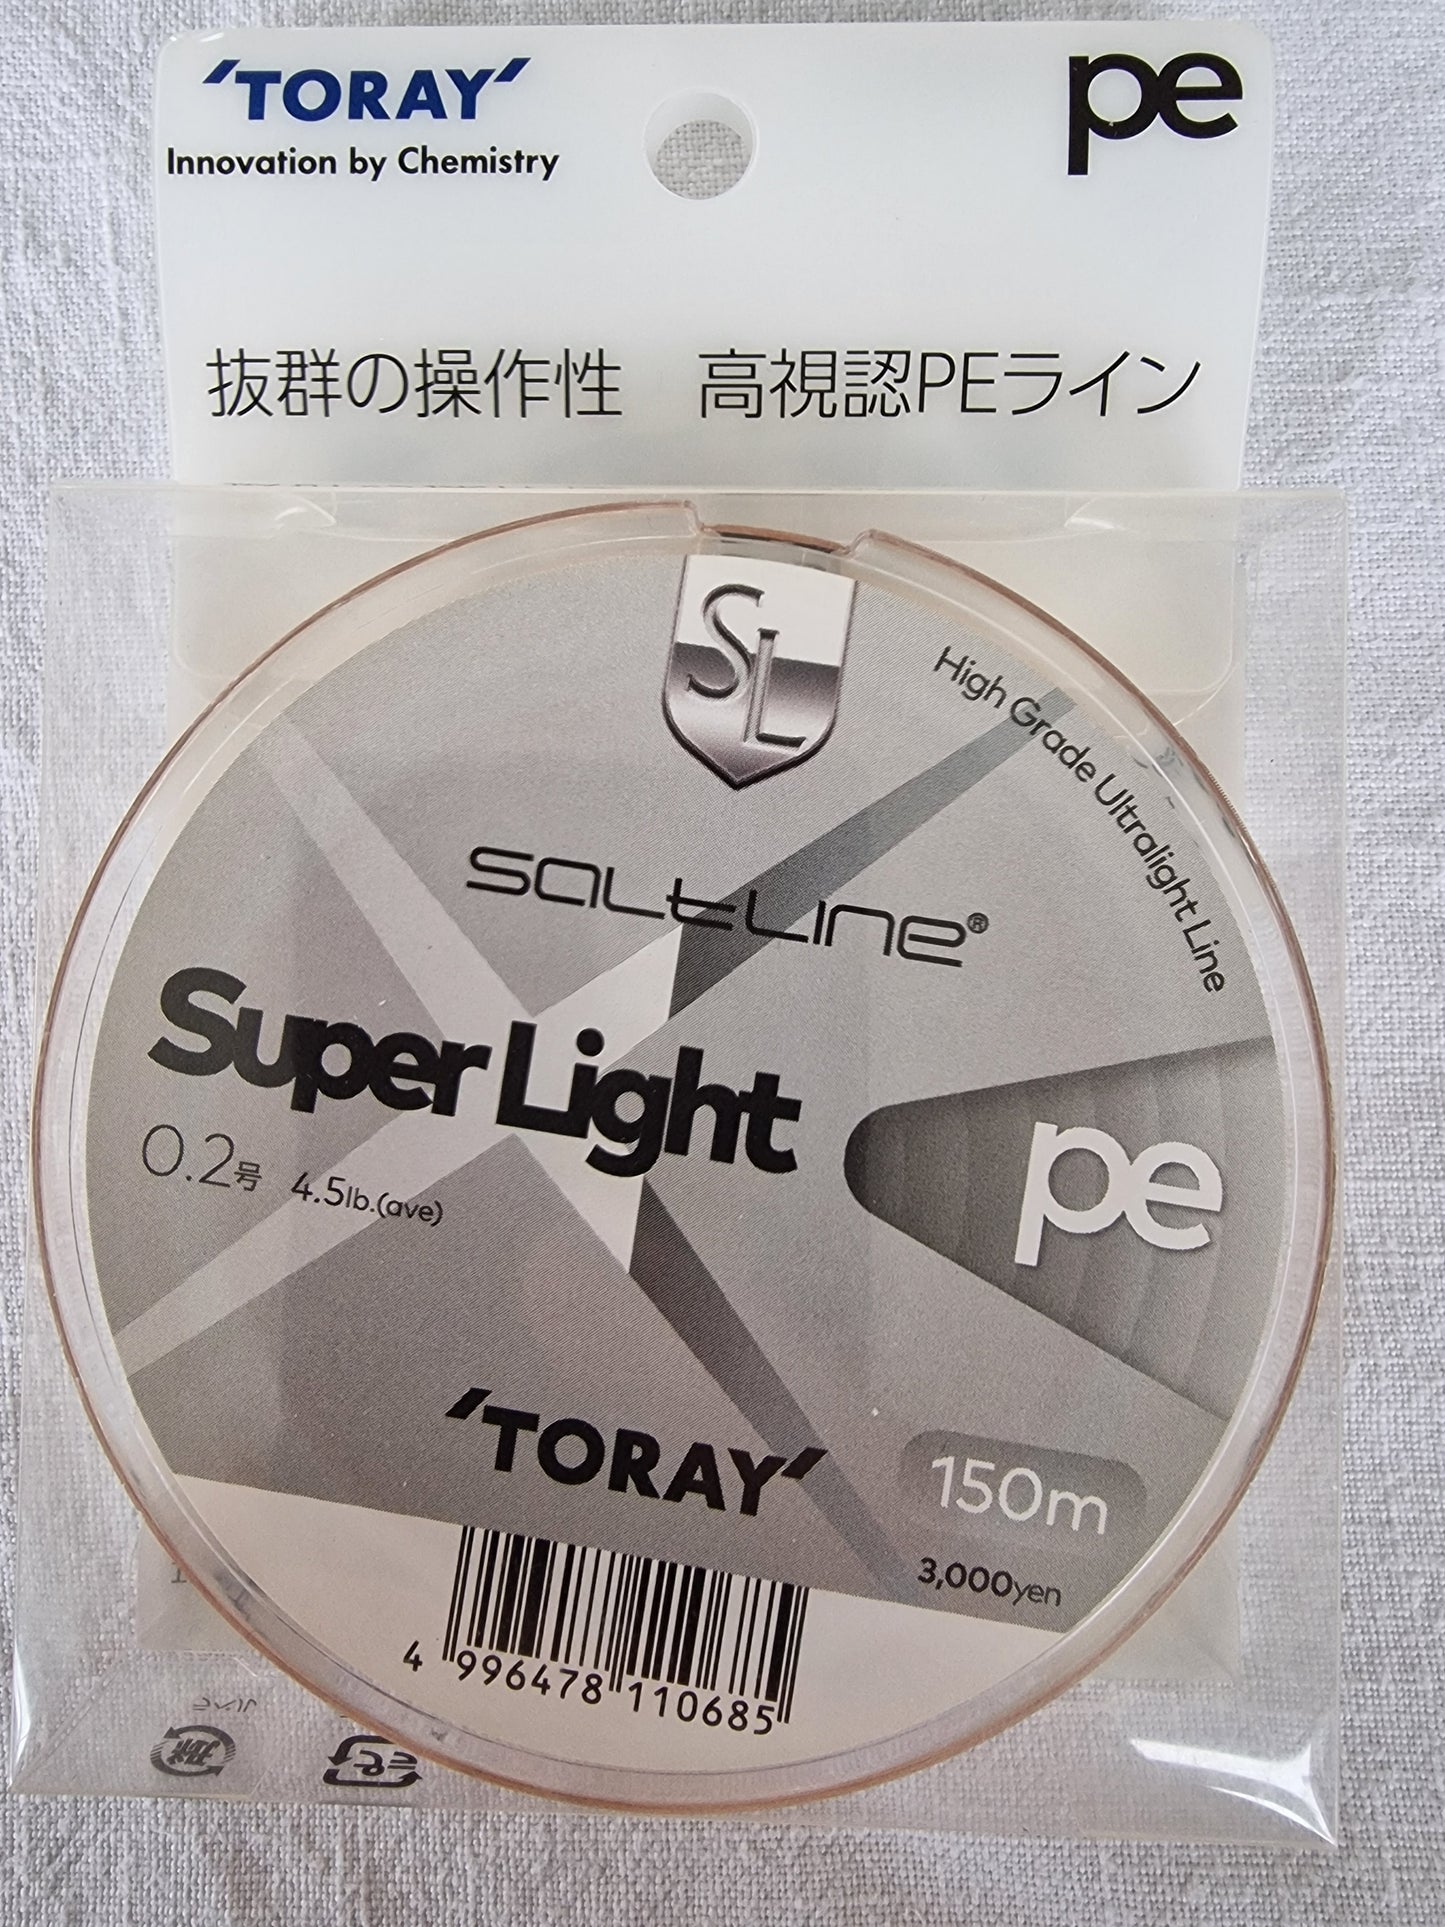 'TORAY'
pe
Innovation by Chemistry
抜群の操作性 高視認PEライン
SL
High Grade Ultralight Line
SALTLINE®
Super Light
0.2号 4.5lb.(ave)
pe
'TORAY'
150m
3,000yen
4 996478 110685